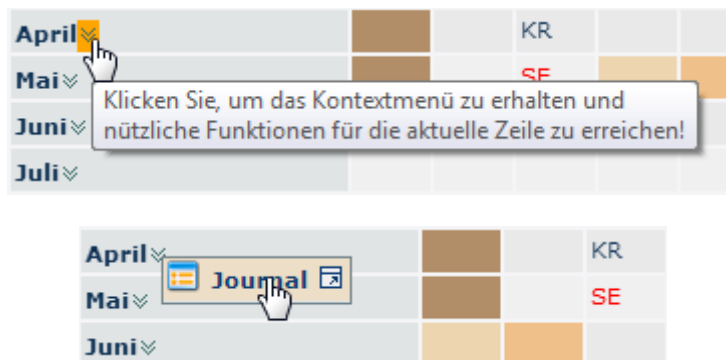 April KR
Mai SE
Klicken Sie, um das Kontextmenü zu erhalten und
Juni nützliche Funktionen für die aktuelle Zeile zu erreichen!
Juli
April KR
Journal
Mai SE
Juni